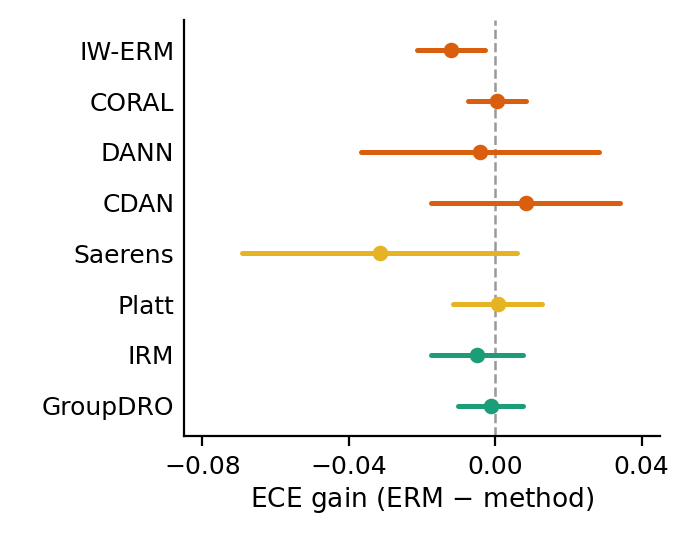 IW-ERM
CORAL
DANN
CDAN
Saerens
Platt
IRM
GroupDRO
−0.08 −0.04 0.00 0.04
ECE gain (ERM − method)